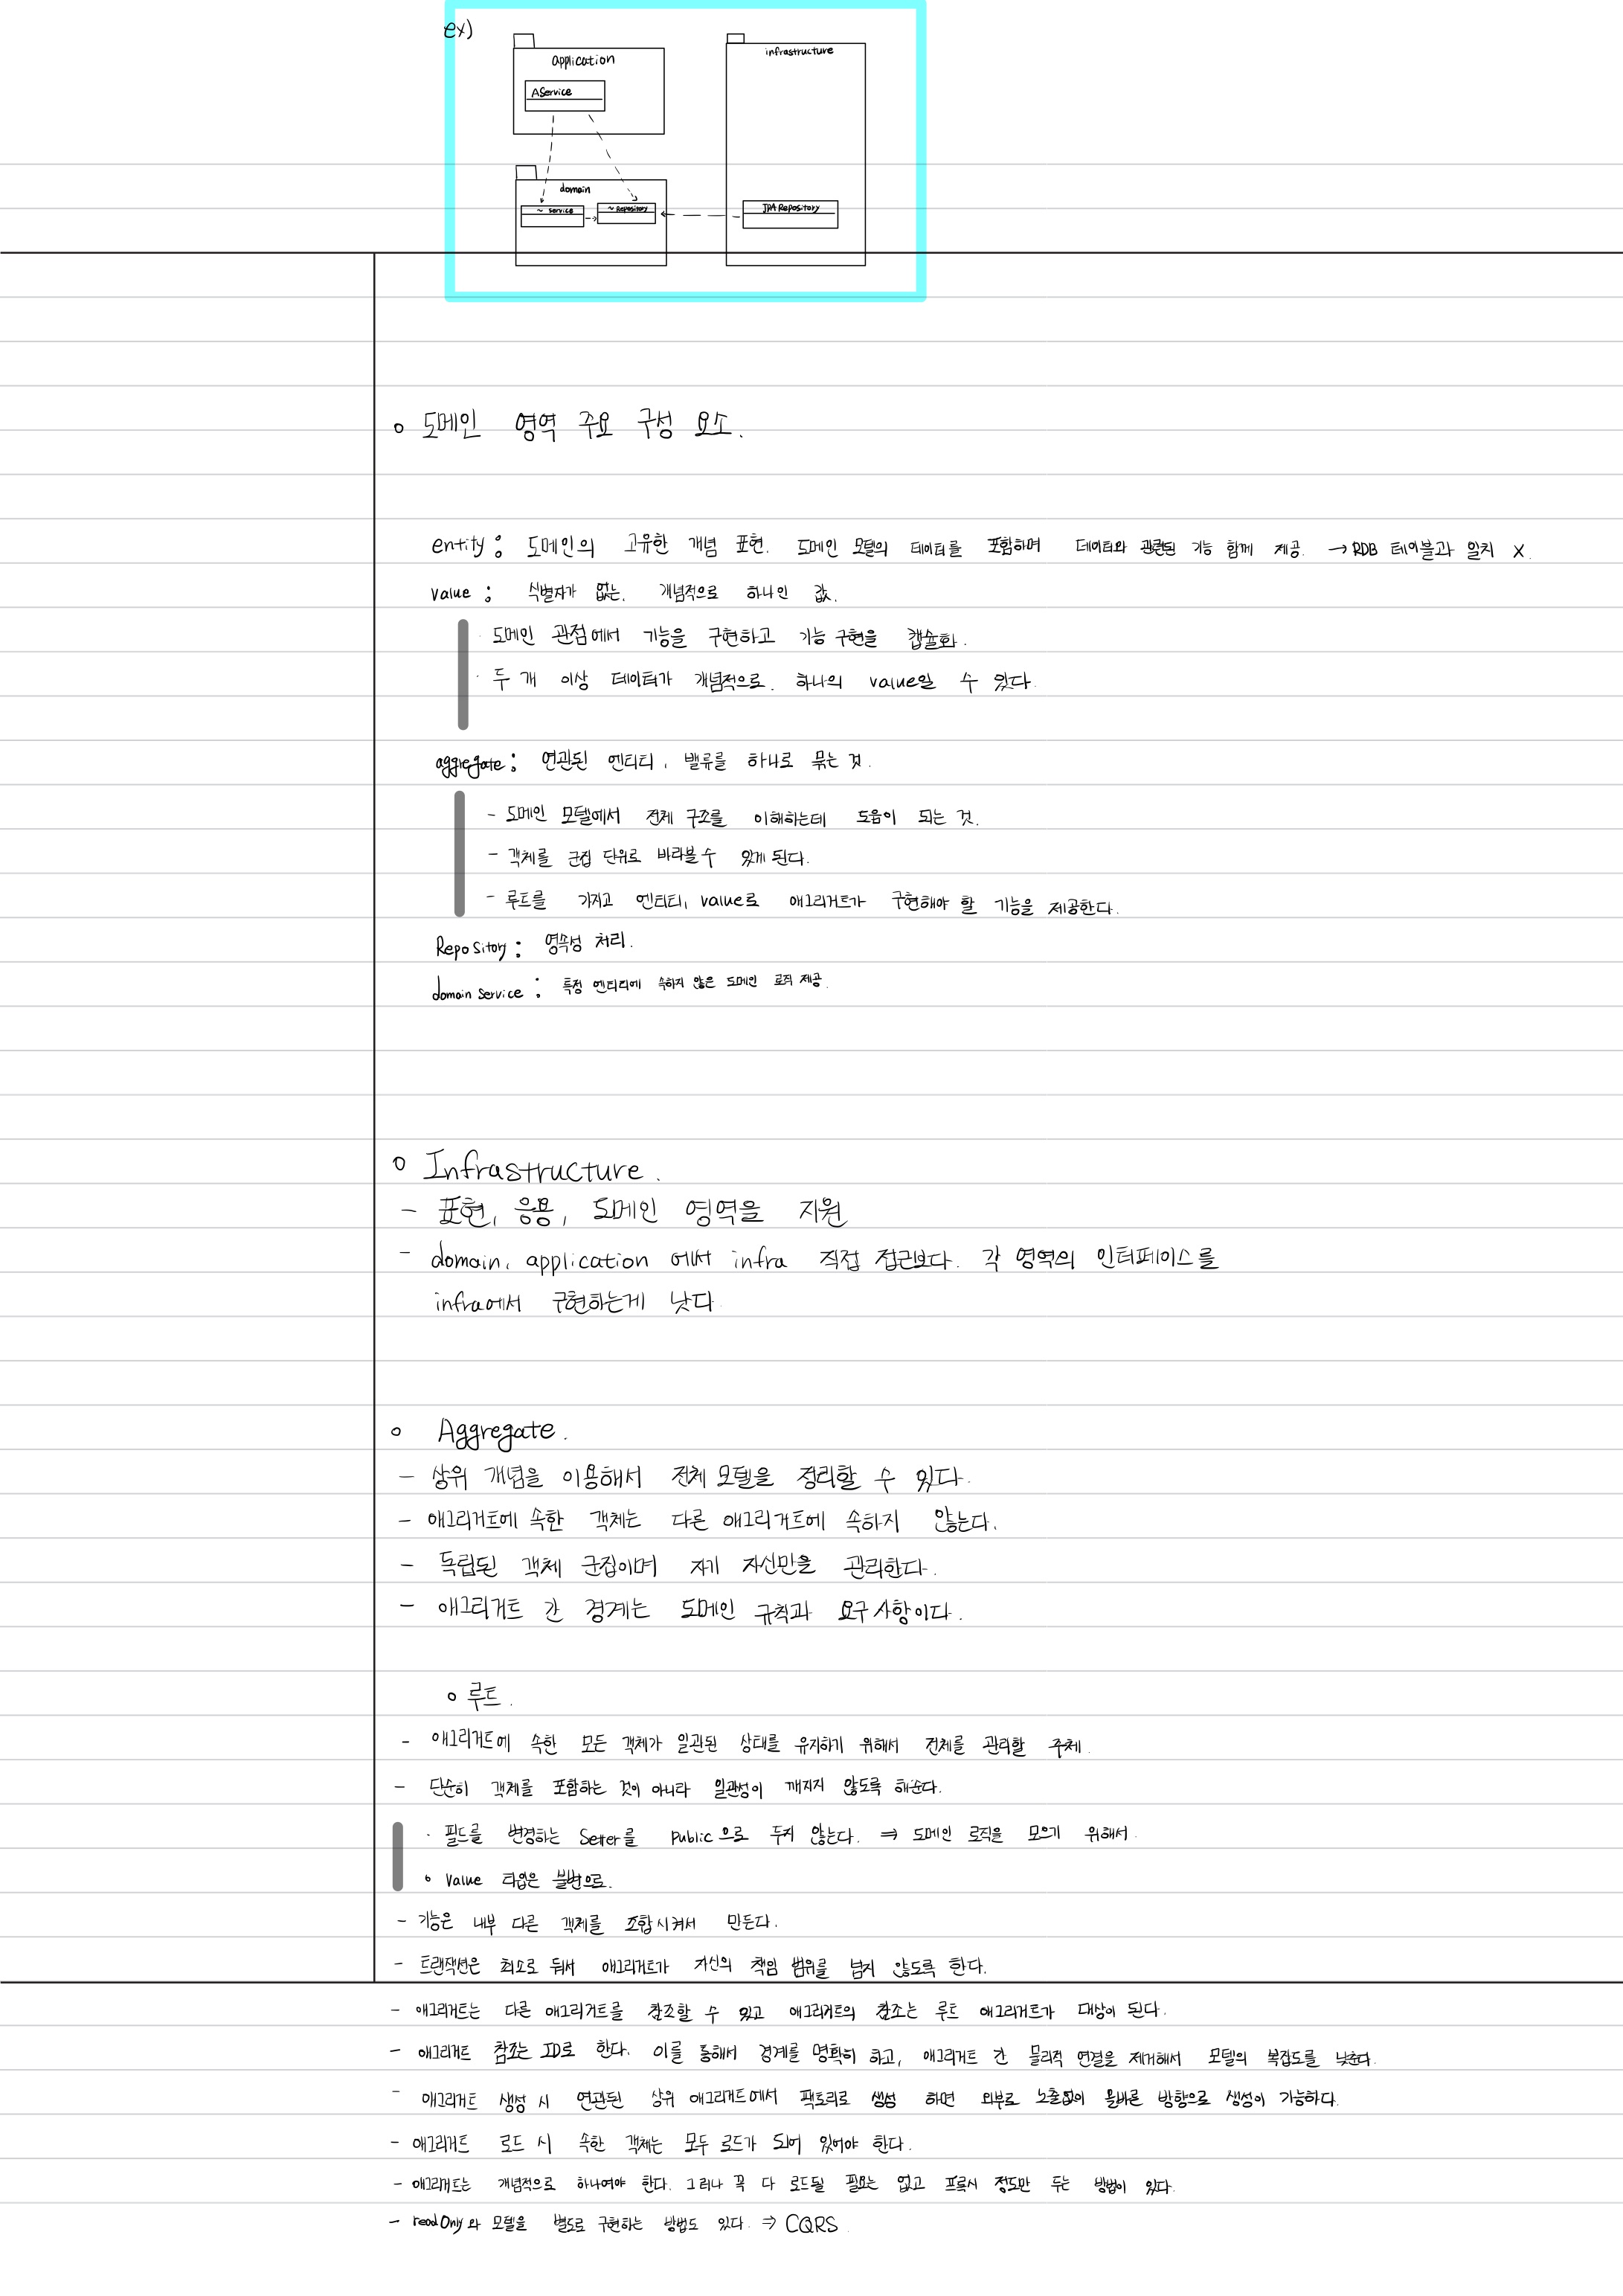 ex)
application
infrastructure
AService
domain
~ Service
~ Repository
JPA Repository
○ 도메인 영역 주요 구성 요소.
entity : 도메인의 고유한 개념 표현. 도메인 모델의 데이터를 포함하며 데이터와 관련된 기능 함께 제공. → RDB 테이블과 일치 X.
value : 식별자가 없는. 개념적으로 하나인 값.
· 도메인 관점에서 기능을 구현하고 기능 구현을 캡슐화.
· 두 개 이상 데이터가 개념적으로. 하나의 value일 수 있다.
aggregate : 연관된 엔티티, 밸류를 하나로 묶는 것.
- 도메인 모델에서 전체 구조를 이해하는데 도움이 되는 것.
- 객체를 군집 단위로 바라볼 수 있게 된다.
- 루트를 가지고 엔티티, value로 애그리거트가 구현해야 할 기능을 제공한다.
Repository : 영속성 처리.
domain service : 특정 엔티티에 속하지 않은 도메인 로직 제공.
○ Infrastructure.
- 표현, 응용, 도메인 영역을 지원
- domain, application 에서 infra 직접 접근보다. 각 영역의 인터페이스를
infra에서 구현하는게 낫다.
○ Aggregate.
- 상위 개념을 이용해서 전체 모델을 정리할 수 있다.
- 애그리거트에 속한 객체는 다른 애그리거트에 속하지 않는다.
- 독립된 객체 군집이며 자기 자신만을 관리한다.
- 애그리거트 간 경계는 도메인 규칙과 요구사항이다.
○ 루트.
- 애그리거트에 속한 모든 객체가 일관된 상태를 유지하기 위해서 전체를 관리할 주체.
- 단순히 객체를 포함하는 것이 아니라 일관성이 깨지지 않도록 해준다.
· 필드를 변경하는 Setter를 public으로 두지 않는다. ⇒ 도메인 로직을 모으기 위해서.
○ Value 타입은 불변으로.
- 기능은 내부 다른 객체를 포함시켜서 만든다.
- 트랜잭션은 최소로 둬서 애그리거트가 자신의 책임 범위를 넘지 않도록 한다.
- 애그리거트는 다른 애그리거트를 참조할 수 있고 애그리거트의 참조는 루트 애그리거트가 대상이 된다.
- 애그리거트 참조는 ID로 한다. 이를 통해서 경계를 명확히 하고, 애그리거트 간 물리적 연결을 제거해서 모델의 복잡도를 낮춘다.
- 애그리거트 생성 시 연관된 상위 애그리거트에서 팩토리로 생성 하면 외부로 노출없이 올바른 방향으로 생성이 가능하다.
- 애그리거트 로드 시 속한 객체는 모두 로드가 되어 있어야 한다.
- 애그리거트는 개념적으로 하나여야 한다. 그러나 꼭 다 로드될 필요는 없고 프록시 정도만 두는 방법이 있다.
- readOnly와 모델을 별도로 구현하는 방법도 있다. ⇒ CQRS.